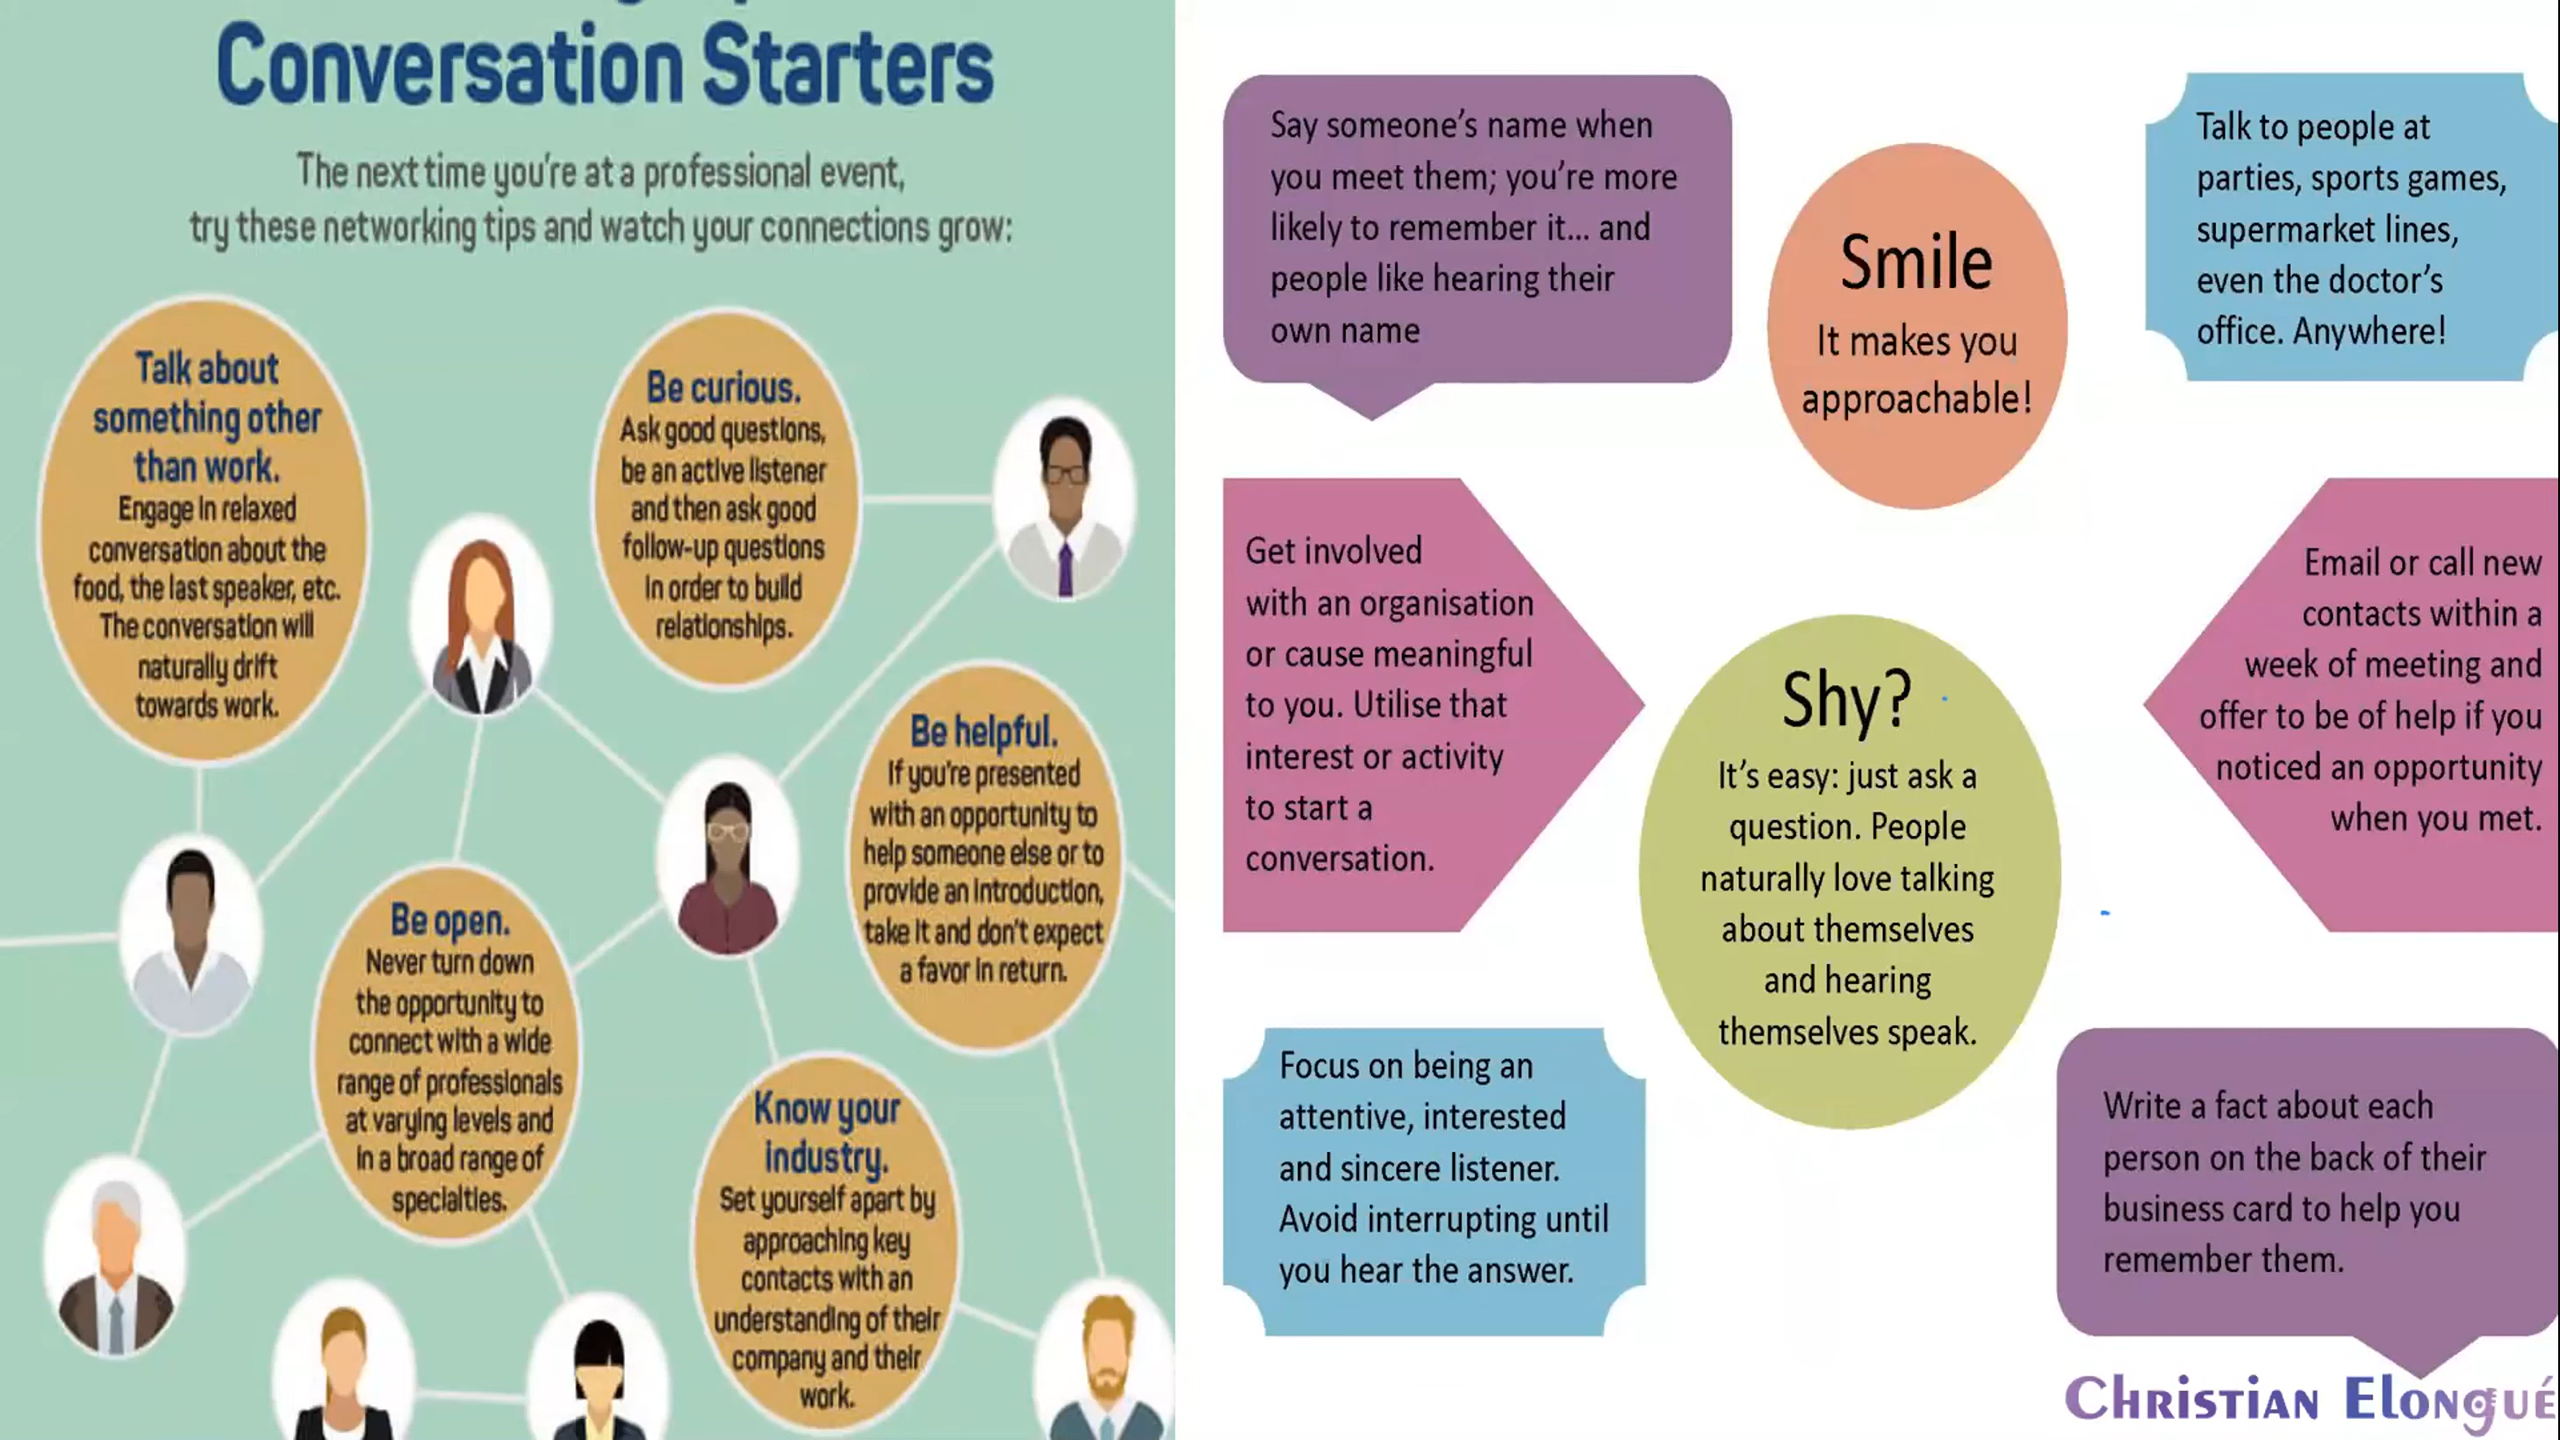 Conversation Starters
The next time you're at a professional event,
try these networking tips and watch your connections grow:
Talk about
something other
than work.
Engage in relaxed
conversation about the
food, the last speaker, etc.
The conversation will
naturally drift
towards work.
Be curious.
Ask good questions,
be an active listener
and then ask good
follow-up questions
in order to build
relationships.
Be helpful.
If you're presented
with an opportunity to
help someone else or to
provide an introduction,
take it and don't expect
a favor in return.
Be open.
Never turn down
the opportunity to
connect with a wide
range of professionals
at varying levels and
in a broad range of
specialties.
Know your
industry.
Set yourself apart by
approaching key
contacts with an
understanding of their
company and their
work.
Say someone's name when
you meet them; you're more
likely to remember it... and
people like hearing their
own name
Smile
It makes you
approachable!
Talk to people at
parties, sports games,
supermarket lines,
even the doctor's
office. Anywhere!
Get involved
with an organisation
or cause meaningful
to you. Utilise that
interest or activity
to start a
conversation.
Shy?
It's easy: just ask a
question. People
naturally love talking
about themselves
and hearing
themselves speak.
Email or call new
contacts within a
week of meeting and
offer to be of help if you
noticed an opportunity
when you met.
Focus on being an
attentive, interested
and sincere listener.
Avoid interrupting until
you hear the answer.
Write a fact about each
person on the back of their
business card to help you
remember them.
Christian Elongué